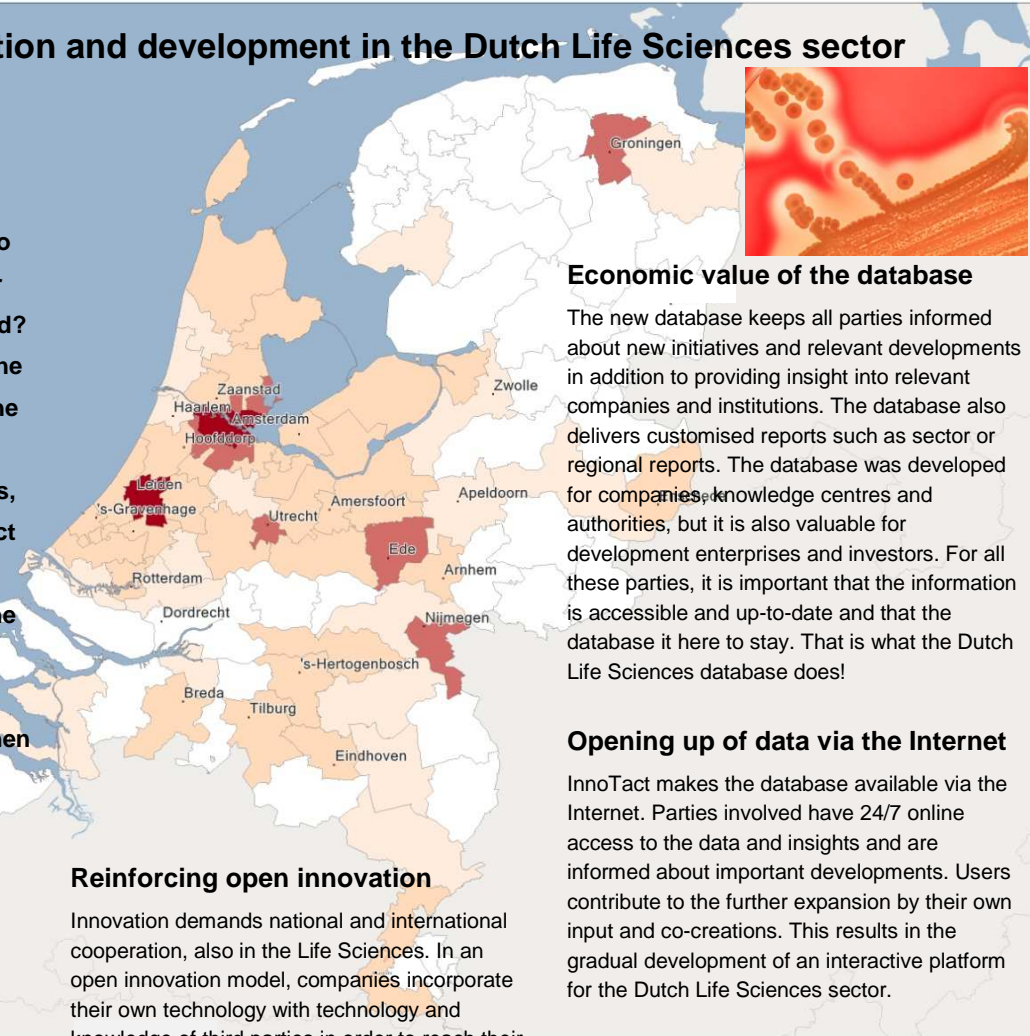 tion and development in the Dutch Life Sciences sector
d?
s,
Groningen
Zwolle
Zaanstad
Haarlem
Amsterdam
Hoofddorp
Leiden
's-Gravenhage
Utrecht
Amersfoort
Apeldoorn
Ede
Arnhem
Rotterdam
Dordrecht
Nijmegen
's-Hertogenbosch
Breda
Tilburg
Eindhoven
Reinforcing open innovation
Innovation demands national and international
cooperation, also in the Life Sciences. In an
open innovation model, companies incorporate
their own technology with technology and
knowledge of third parties in order to reach their
Economic value of the database
The new database keeps all parties informed
about new initiatives and relevant developments
in addition to providing insight into relevant
companies and institutions. The database also
delivers customised reports such as sector or
regional reports. The database was developed
for companies, knowledge centres and
authorities, but it is also valuable for
development enterprises and investors. For all
these parties, it is important that the information
is accessible and up-to-date and that the
database it here to stay. That is what the Dutch
Life Sciences database does!
Opening up of data via the Internet
InnoTact makes the database available via the
Internet. Parties involved have 24/7 online
access to the data and insights and are
informed about important developments. Users
contribute to the further expansion by their own
input and co-creations. This results in the
gradual development of an interactive platform
for the Dutch Life Sciences sector.